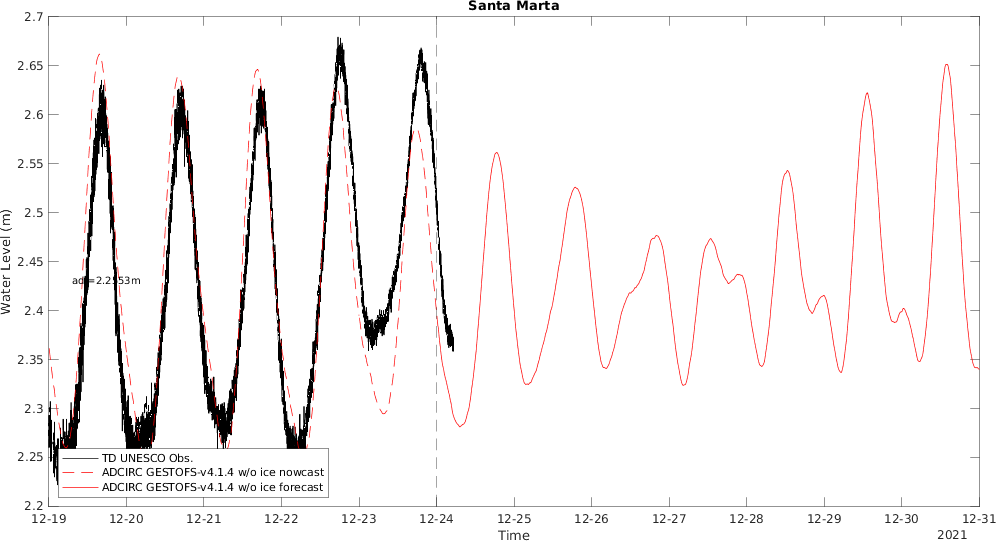 Santa Marta
2.7
2.65
2.6
2.55
2.5
2.45
2.4
2.35
2.3
2.25
2.2
Water Level (m)
TD UNESCO Obs.
ADCIRC GESTOFS-v4.1.4 w/o ice nowcast
ADCIRC GESTOFS-v4.1.4 w/o ice forecast
12-19 12-20 12-21 12-22 12-23 12-24 12-25 12-26 12-27 12-28 12-29 12-30 12-31
Time
2021